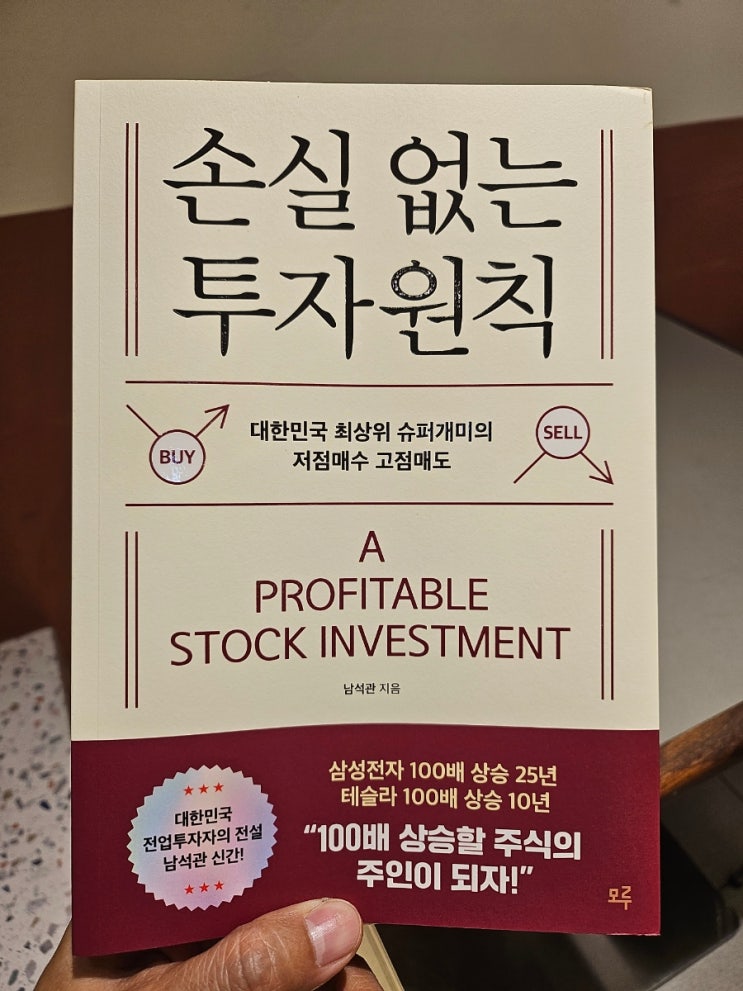 손실 없는
투자 원칙
BUY
대한민국 최상위 슈퍼개미의
저점매수 고점매도
SELL
A
PROFITABLE
STOCK INVESTMENT
남석관 지음
대한민국
전업투자자의 전설
남석관 신간!
삼성전자 100배 상승 25년
테슬라 100배 상승 10년
“100배 상승할 주식의
주인이 되자!”
모루